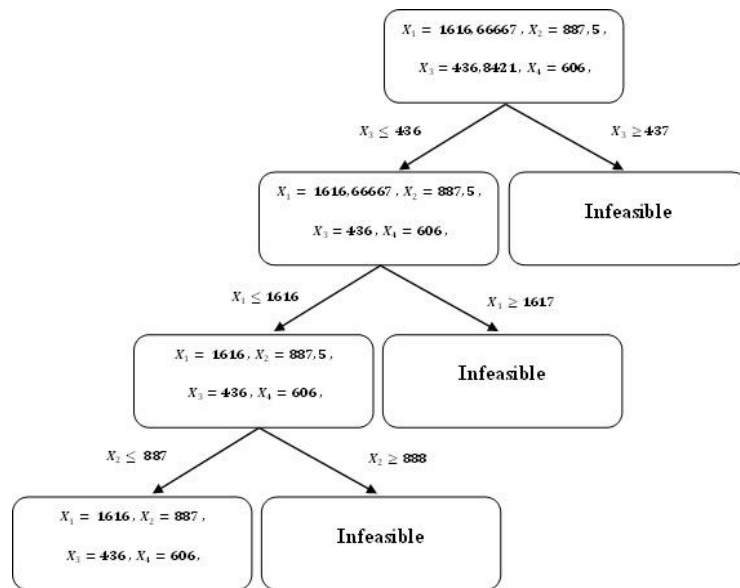 X₁ = 1616,66667 , X₂ = 887,5 ,
X₃ = 436,8421, X₄ = 606,
X₃ ≤ 436
X₃ ≥ 437
X₁ = 1616,66667 , X₂ = 887,5 ,
X₃ = 436 , X₄ = 606,
Infeasible
X₁ ≤ 1616
X₁ ≥ 1617
X₁ = 1616 , X₂ = 887,5 ,
X₃ = 436 , X₄ = 606,
Infeasible
X₂ ≤ 887
X₂ ≥ 888
X₁ = 1616 , X₂ = 887 ,
X₃ = 436, X₄ = 606,
Infeasible